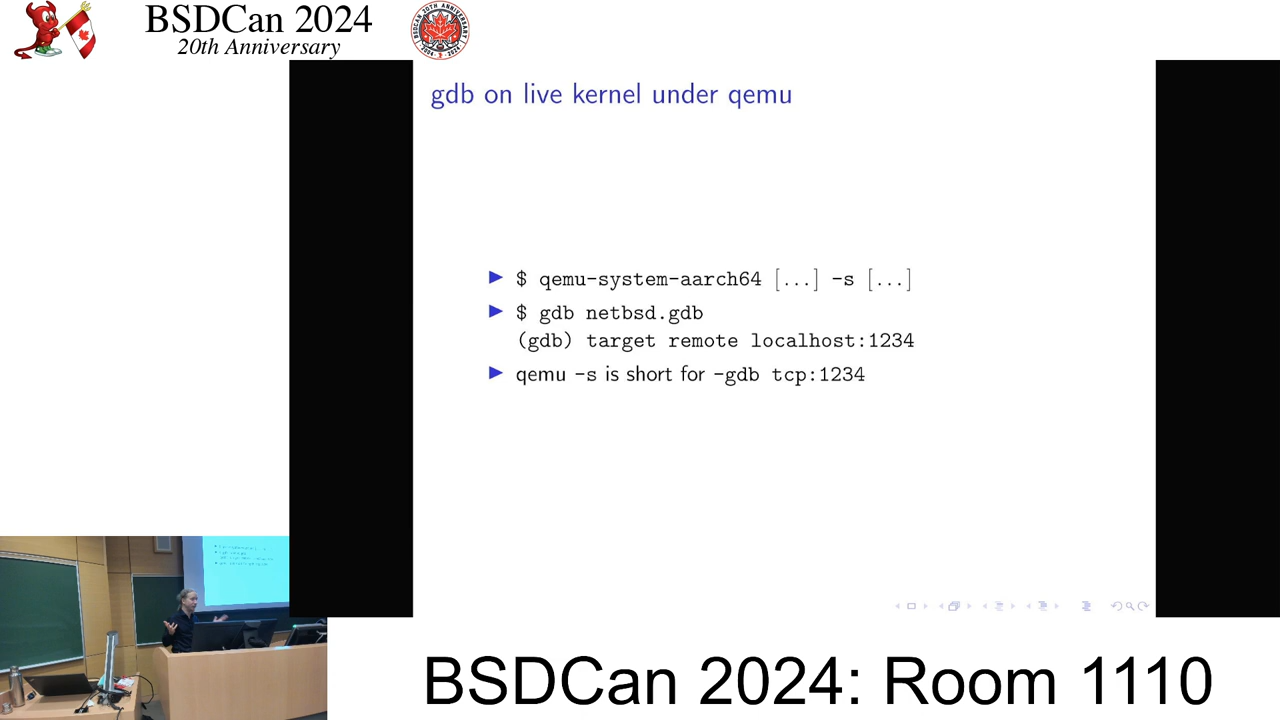 BSDCan 2024
20th Anniversary
gdb on live kernel under qemu
$ qemu-system-aarch64 [...] -s [...]
$ gdb netbsd.gdb
(gdb) target remote localhost:1234
qemu -s is short for -gdb tcp:1234
BSDCan 2024: Room 1110